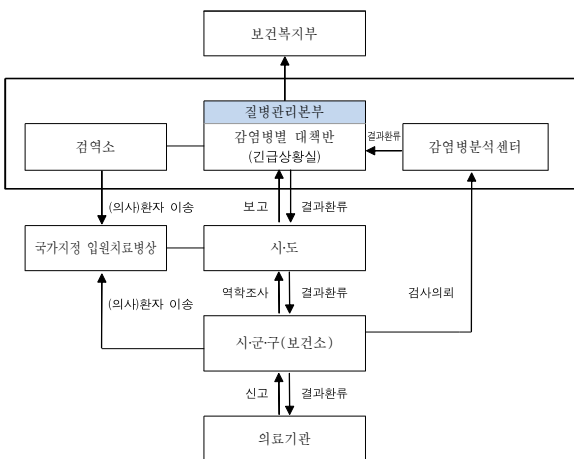 보건복지부
질병관리본부
감염병별 대책반
(긴급상황실)
검역소
결과환류
감염병분석센터
(의사)환자 이송
보고
결과환류
국가지정 입원치료병상
시·도
역학조사
결과환류
검사의뢰
(의사)환자 이송
시·군·구(보건소)
신고
결과환류
의료기관